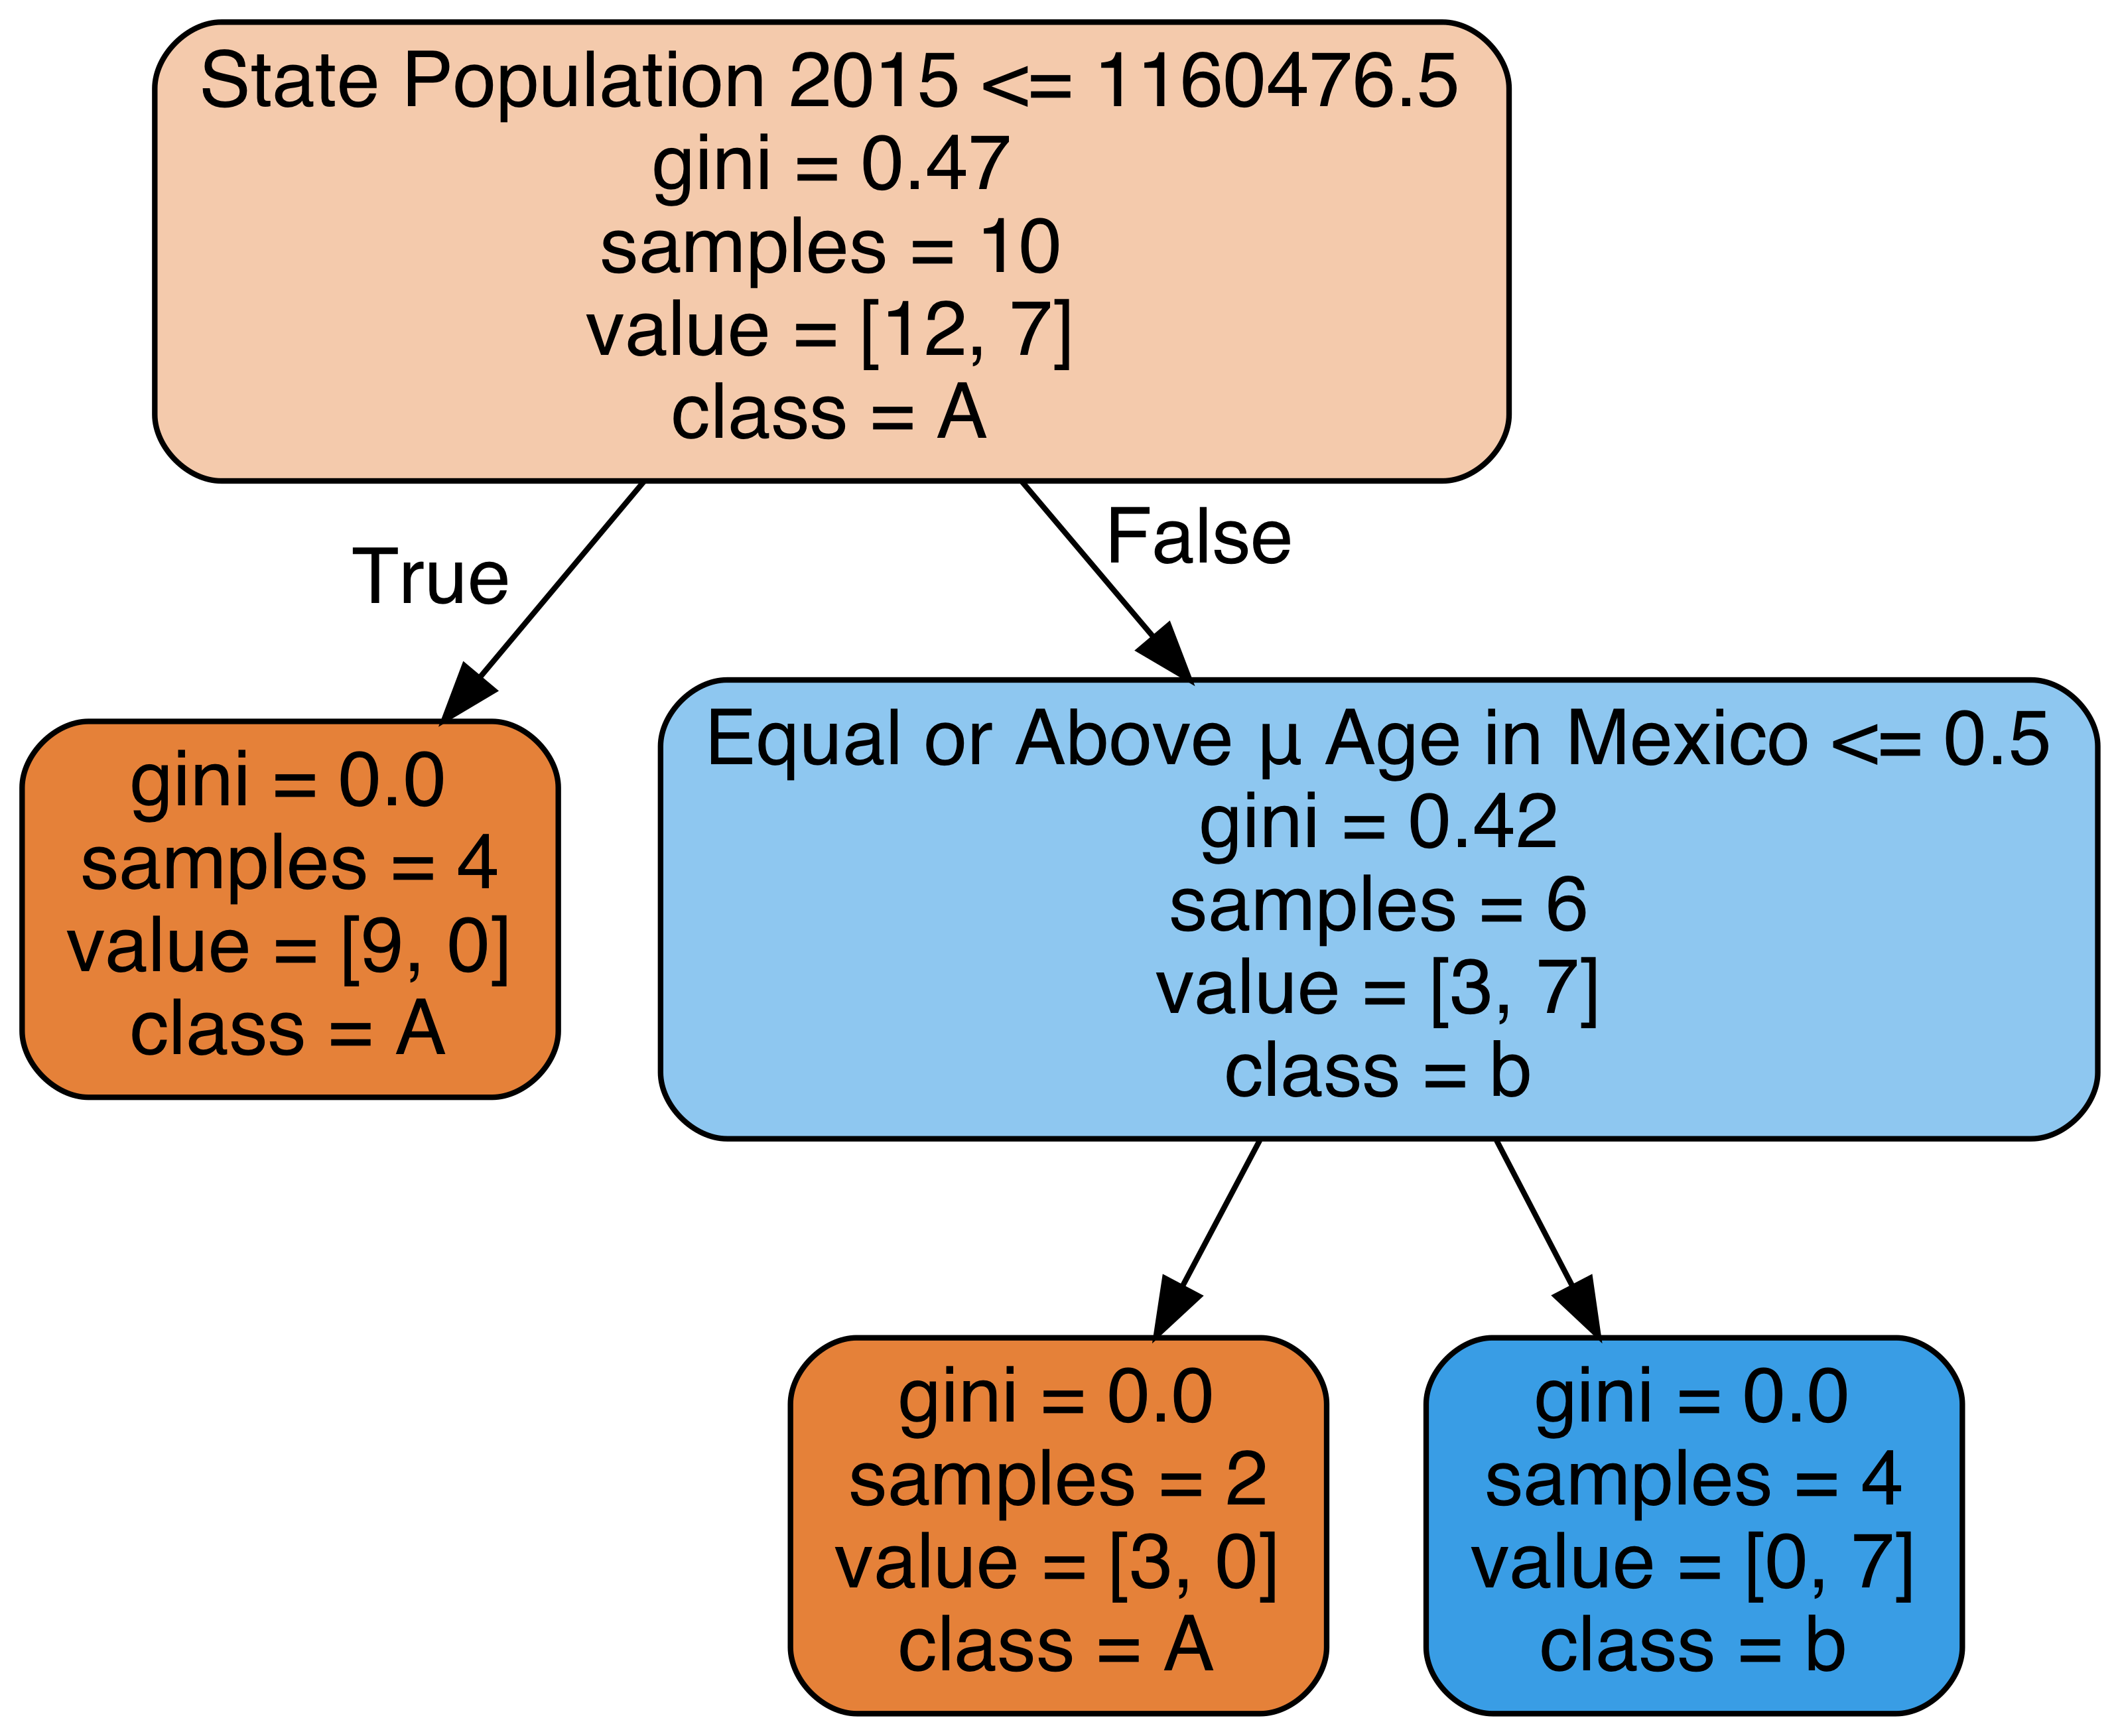 State Population 2015 <= 1160476.5
gini = 0.47
samples = 10
value = [12, 7]
class = A
True
False
gini = 0.0
samples = 4
value = [9, 0]
class = A
Equal or Above µ Age in Mexico <= 0.5
gini = 0.42
samples = 6
value = [3, 7]
class = b
gini = 0.0
samples = 2
value = [3, 0]
class = A
gini = 0.0
samples = 4
value = [0, 7]
class = b